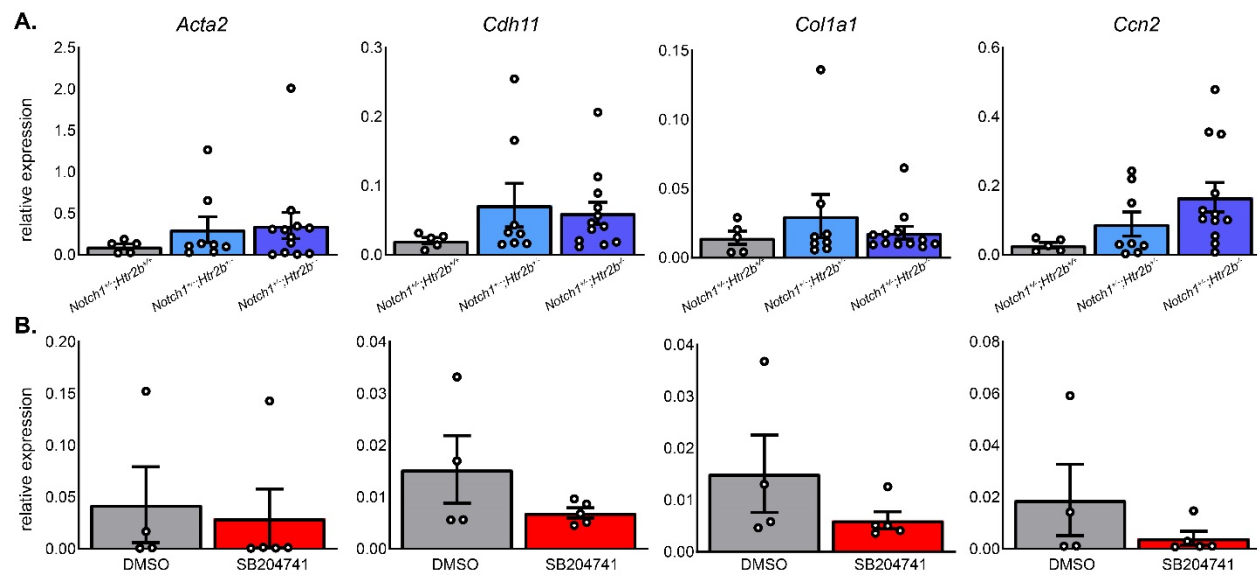 A.
Acta2
Cdh11
Col1a1
Ccn2
relative expression
2.5
2.0
1.5
1.0
0.5
0.0
Notch1+/-;Htr2b+/+
Notch1+/-;Htr2b+/-
Notch1+/-;Htr2b-/-
0.3
0.2
0.1
0.0
Notch1+/-;Htr2b+/+
Notch1+/-;Htr2b+/-
Notch1+/-;Htr2b-/-
0.15
0.10
0.05
0.00
Notch1+/-;Htr2b+/+
Notch1+/-;Htr2b+/-
Notch1+/-;Htr2b-/-
0.6
0.4
0.2
0.0
Notch1+/-;Htr2b+/+
Notch1+/-;Htr2b+/-
Notch1+/-;Htr2b-/-
B.
relative expression
0.20
0.15
0.10
0.05
0.00
DMSO
SB204741
0.04
0.03
0.02
0.01
0.00
DMSO
SB204741
0.04
0.03
0.02
0.01
0.00
DMSO
SB204741
0.08
0.06
0.04
0.02
0.00
DMSO
SB204741